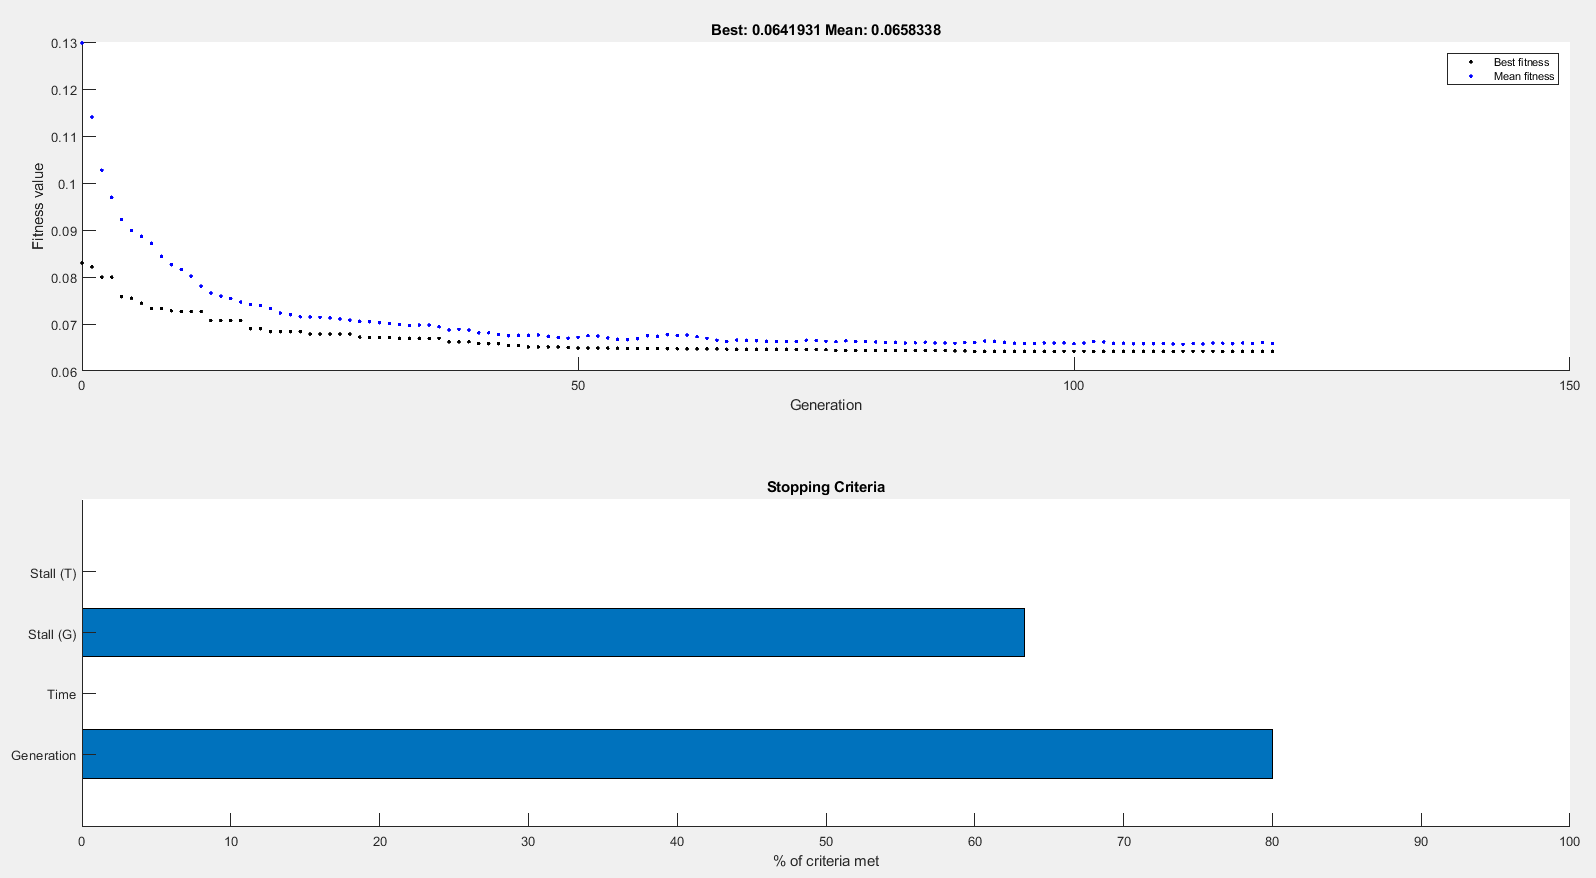 Best: 0.0641931 Mean: 0.0658338
0.13
0.12
0.11
0.1
0.09
0.08
0.07
0.06
Fitness value
Best fitness
Mean fitness
0 50 100 150
Generation
Stopping Criteria
Stall (T)
Stall (G)
Time
Generation
0 10 20 30 40 50 60 70 80 90 100
% of criteria met